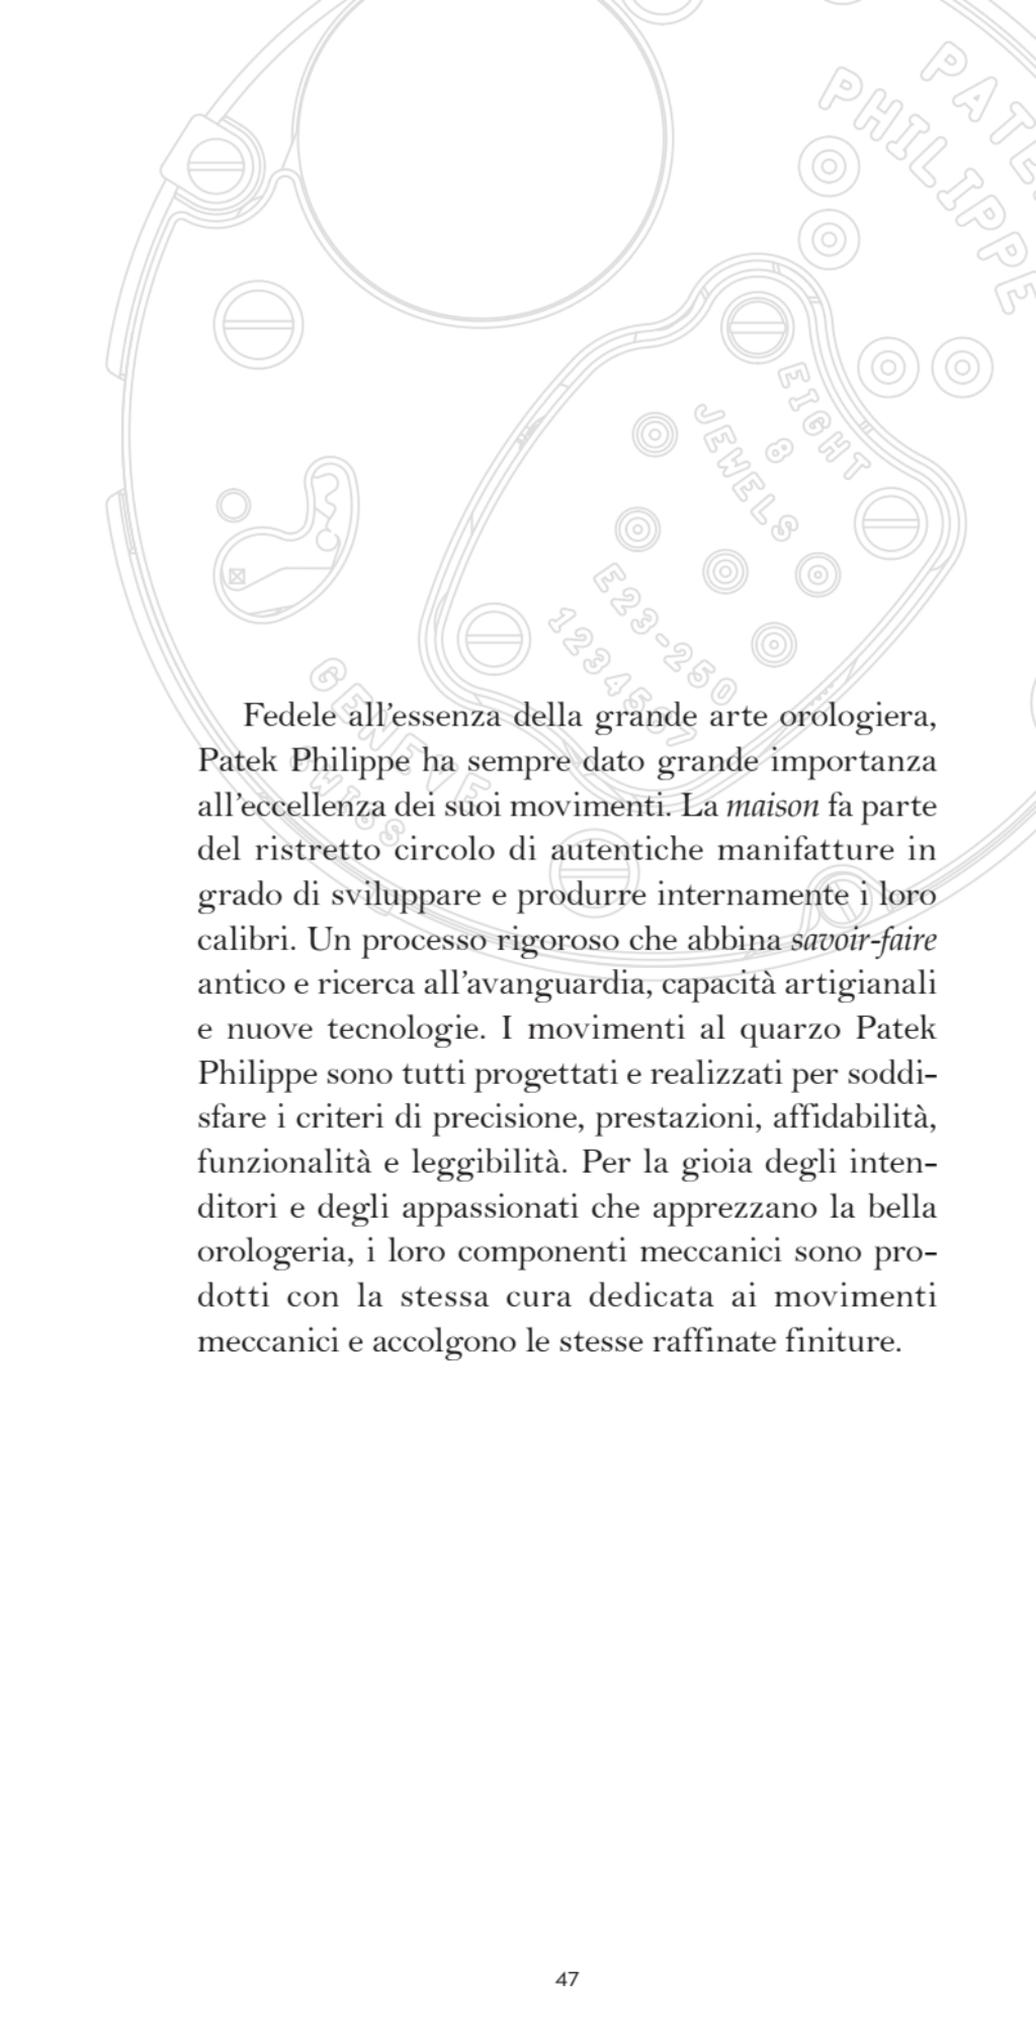 PATE
PHILIPPE
EIGHT
8
JEWELS
E23-250
1234567
GENEVE
SWISS
Fedele all’essenza della grande arte orologiera,
Patek Philippe ha sempre dato grande importanza
all’eccellenza dei suoi movimenti. La maison fa parte
del ristretto circolo di autentiche manifatture in
grado di sviluppare e produrre internamente i loro
calibri. Un processo rigoroso che abbina savoir-faire
antico e ricerca all’avanguardia, capacità artigianali
e nuove tecnologie. I movimenti al quarzo Patek
Philippe sono tutti progettati e realizzati per soddi-
sfare i criteri di precisione, prestazioni, affidabilità,
funzionalità e leggibilità. Per la gioia degli inten-
ditori e degli appassionati che apprezzano la bella
orologeria, i loro componenti meccanici sono pro-
dotti con la stessa cura dedicata ai movimenti
meccanici e accolgono le stesse raffinate finiture.
47